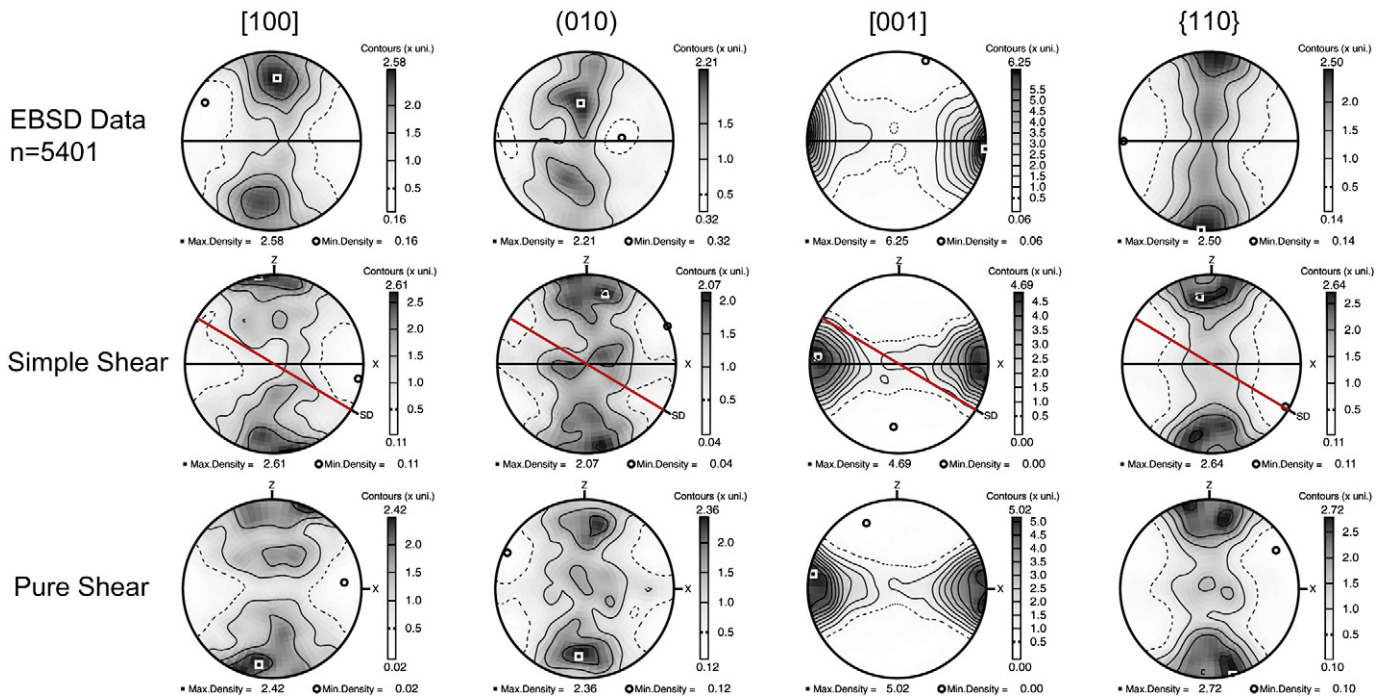 [100] (010) [001] {110}
EBSD Data
n=5401
Contours (x uni.)
2.58
2.0
1.5
1.0
0.5
0.16
Max.Density = 2.58 Min.Density = 0.16
Contours (x uni.)
2.21
1.5
1.0
0.5
0.32
Max.Density = 2.21 Min.Density = 0.32
Contours (x uni.)
6.25
5.5
5.0
4.5
4.0
3.5
3.0
2.5
2.0
1.5
1.0
0.5
0.06
Max.Density = 6.25 Min.Density = 0.06
Contours (x uni.)
2.50
2.0
1.5
1.0
0.5
0.14
Max.Density = 2.50 Min.Density = 0.14
Simple Shear
Z
X
SD
Contours (x uni.)
2.61
2.5
2.0
1.5
1.0
0.5
0.11
Max.Density = 2.61 Min.Density = 0.11
Z
X
SD
Contours (x uni.)
2.07
2.0
1.5
1.0
0.5
0.04
Max.Density = 2.07 Min.Density = 0.04
Z
X
SD
Contours (x uni.)
4.69
4.5
4.0
3.5
3.0
2.5
2.0
1.5
1.0
0.5
0.00
Max.Density = 4.69 Min.Density = 0.00
Z
X
SD
Contours (x uni.)
2.64
2.5
2.0
1.5
1.0
0.5
0.11
Max.Density = 2.64 Min.Density = 0.11
Pure Shear
Z
X
Contours (x uni.)
2.42
2.0
1.5
1.0
0.5
0.02
Max.Density = 2.42 Min.Density = 0.02
Z
X
Contours (x uni.)
2.36
2.0
1.5
1.0
0.5
0.12
Max.Density = 2.36 Min.Density = 0.12
Z
X
Contours (x uni.)
5.02
5.0
4.5
4.0
3.5
3.0
2.5
2.0
1.5
1.0
0.5
0.00
Max.Density = 5.02 Min.Density = 0.00
Z
X
Contours (x uni.)
2.72
2.5
2.0
1.5
1.0
0.5
0.10
Max.Density = 2.72 Min.Density = 0.10